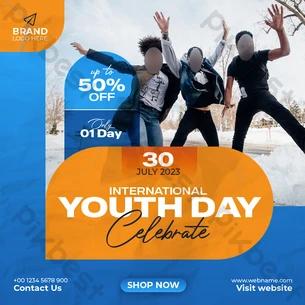 BRAND
LOGO HERE
up to
50%
OFF
Only
01 Day
30
JULY 2023
INTERNATIONAL
YOUTH DAY
Celebrate
+00 1234 5678 900
Contact Us
SHOP NOW
www.webname.com
Visit website